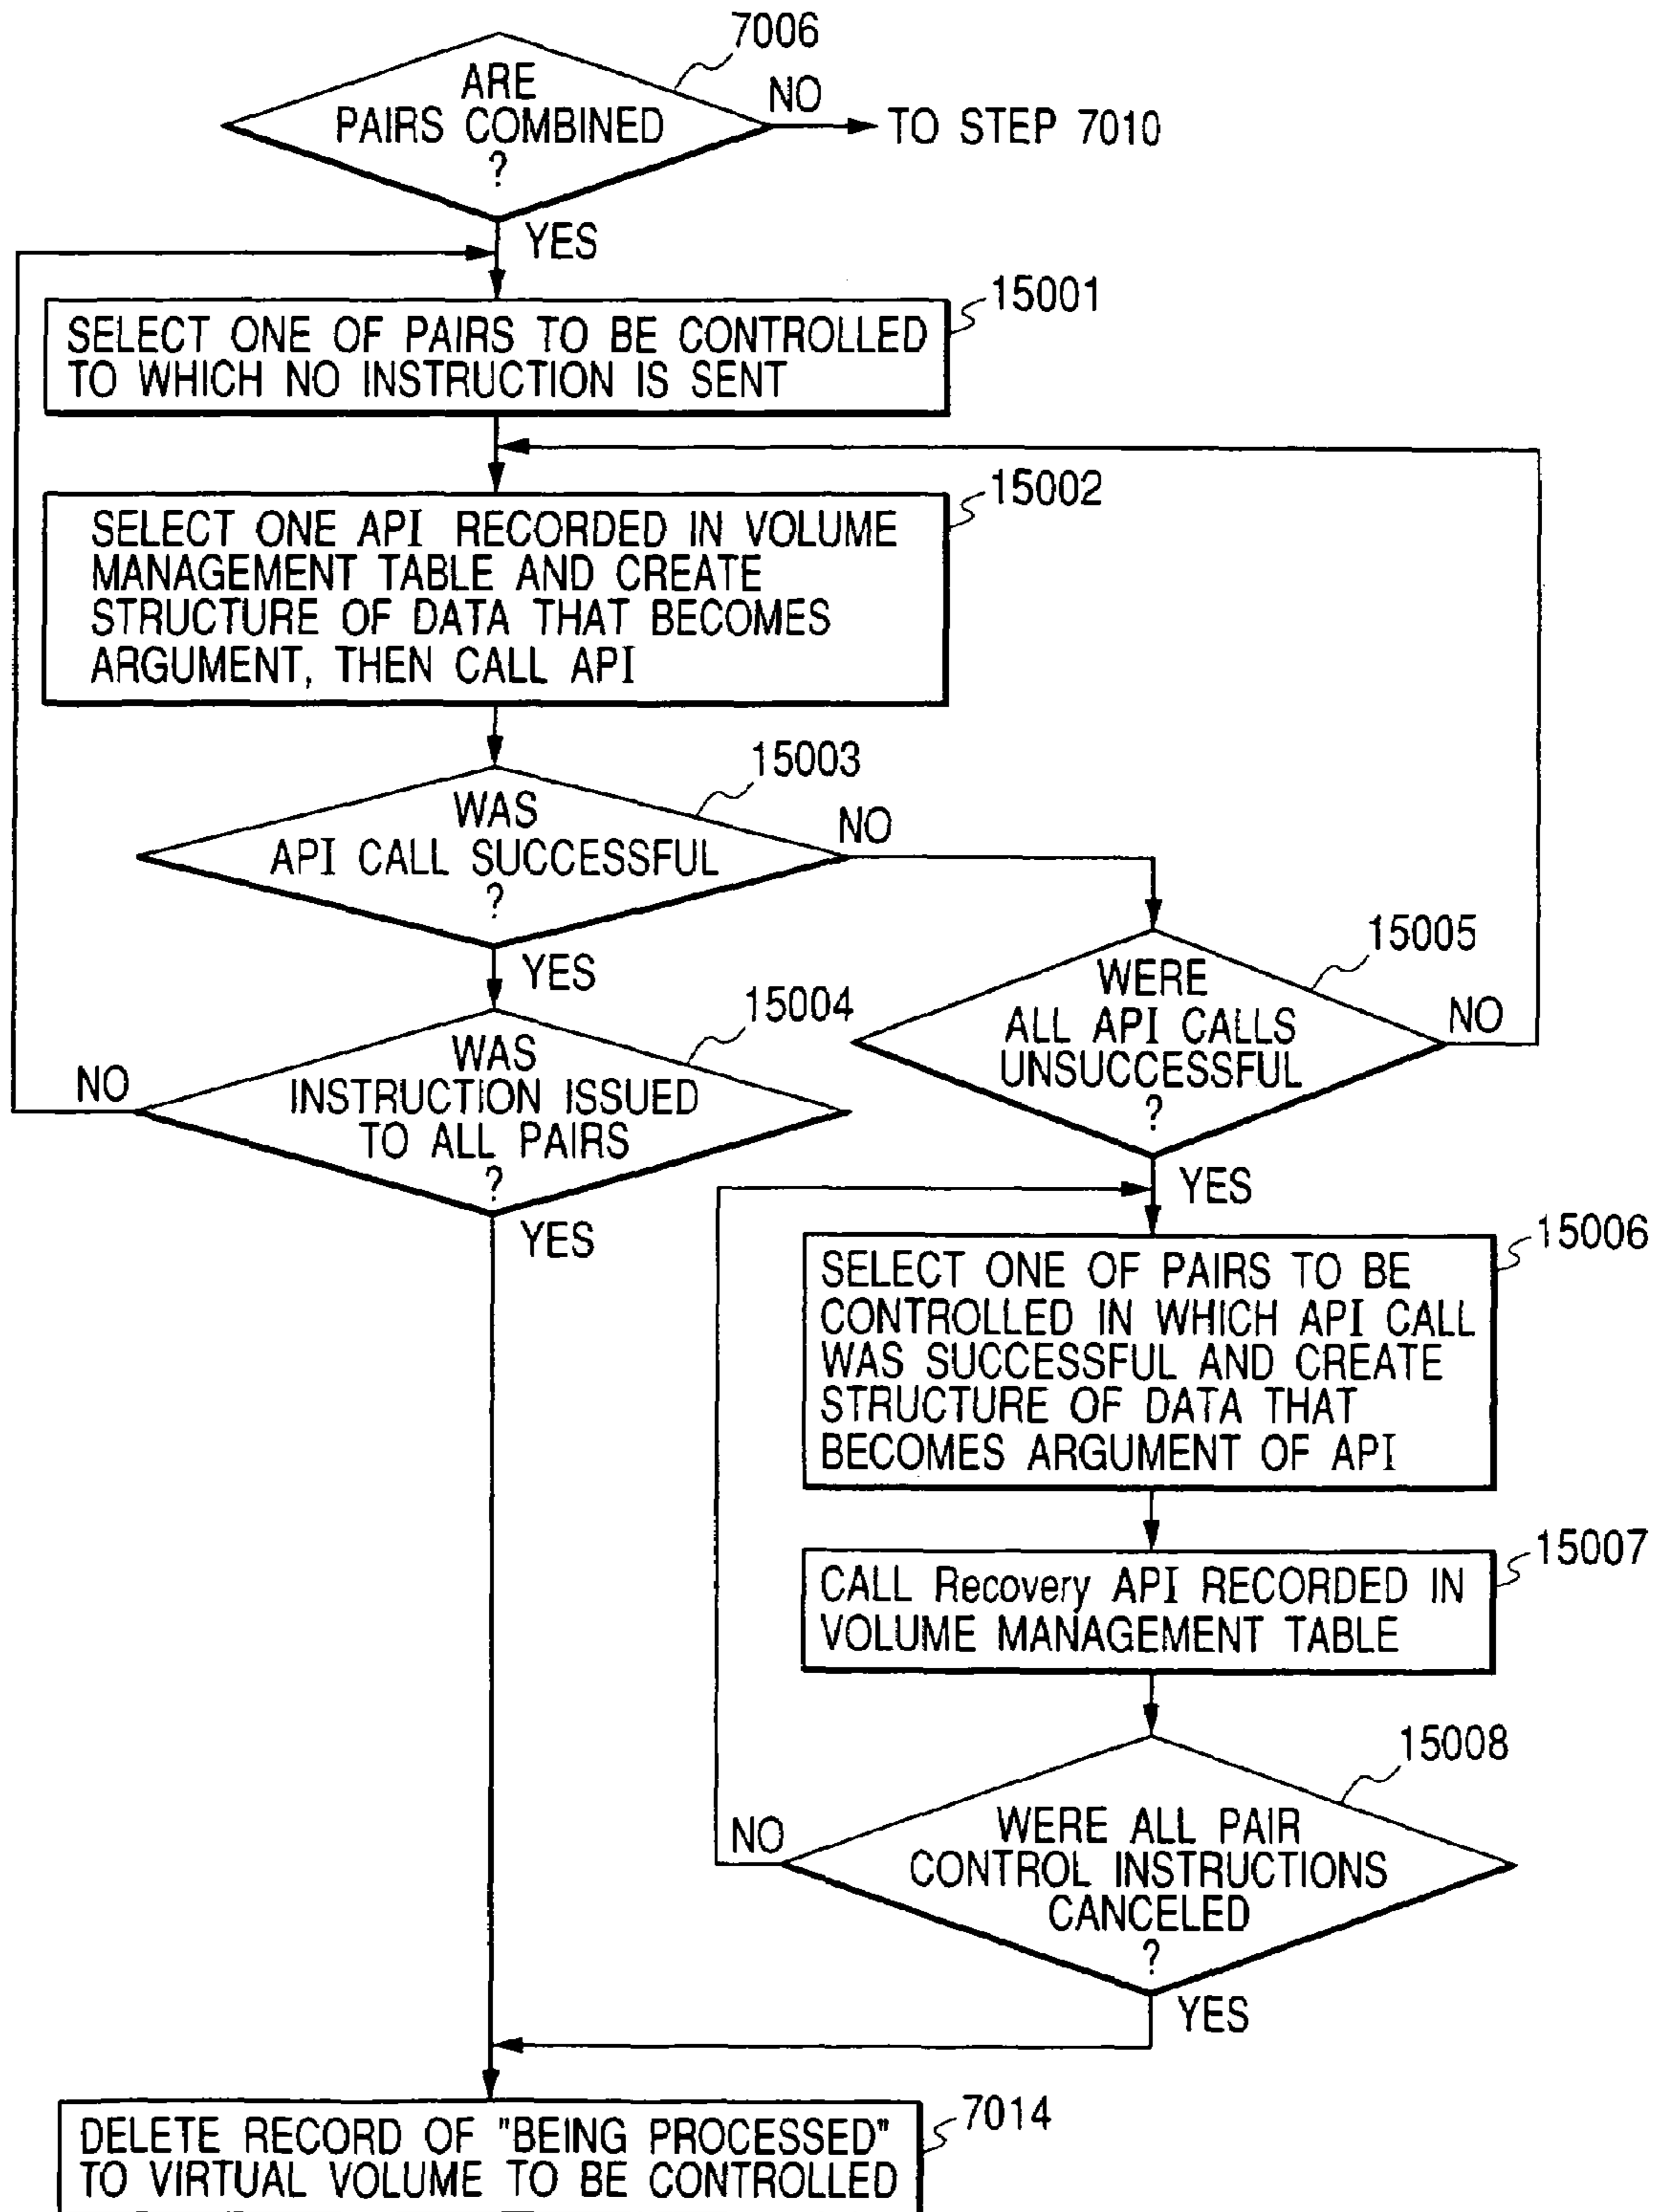 7006
ARE
PAIRS COMBINED
?
NO
TO STEP 7010
YES
15001
SELECT ONE OF PAIRS TO BE CONTROLLED
TO WHICH NO INSTRUCTION IS SENT
15002
SELECT ONE API RECORDED IN VOLUME
MANAGEMENT TABLE AND CREATE
STRUCTURE OF DATA THAT BECOMES
ARGUMENT, THEN CALL API
15003
WAS
API CALL SUCCESSFUL
?
NO
YES
15005
WERE
ALL API CALLS
UNSUCCESSFUL
?
NO
YES
15004
WAS
INSTRUCTION ISSUED
TO ALL PAIRS
?
NO
YES
15006
SELECT ONE OF PAIRS TO BE
CONTROLLED IN WHICH API CALL
WAS SUCCESSFUL AND CREATE
STRUCTURE OF DATA THAT
BECOMES ARGUMENT OF API
15007
CALL Recovery API RECORDED IN
VOLUME MANAGEMENT TABLE
15008
WERE ALL PAIR
CONTROL INSTRUCTIONS
CANCELED
?
NO
YES
7014
DELETE RECORD OF "BEING PROCESSED"
TO VIRTUAL VOLUME TO BE CONTROLLED